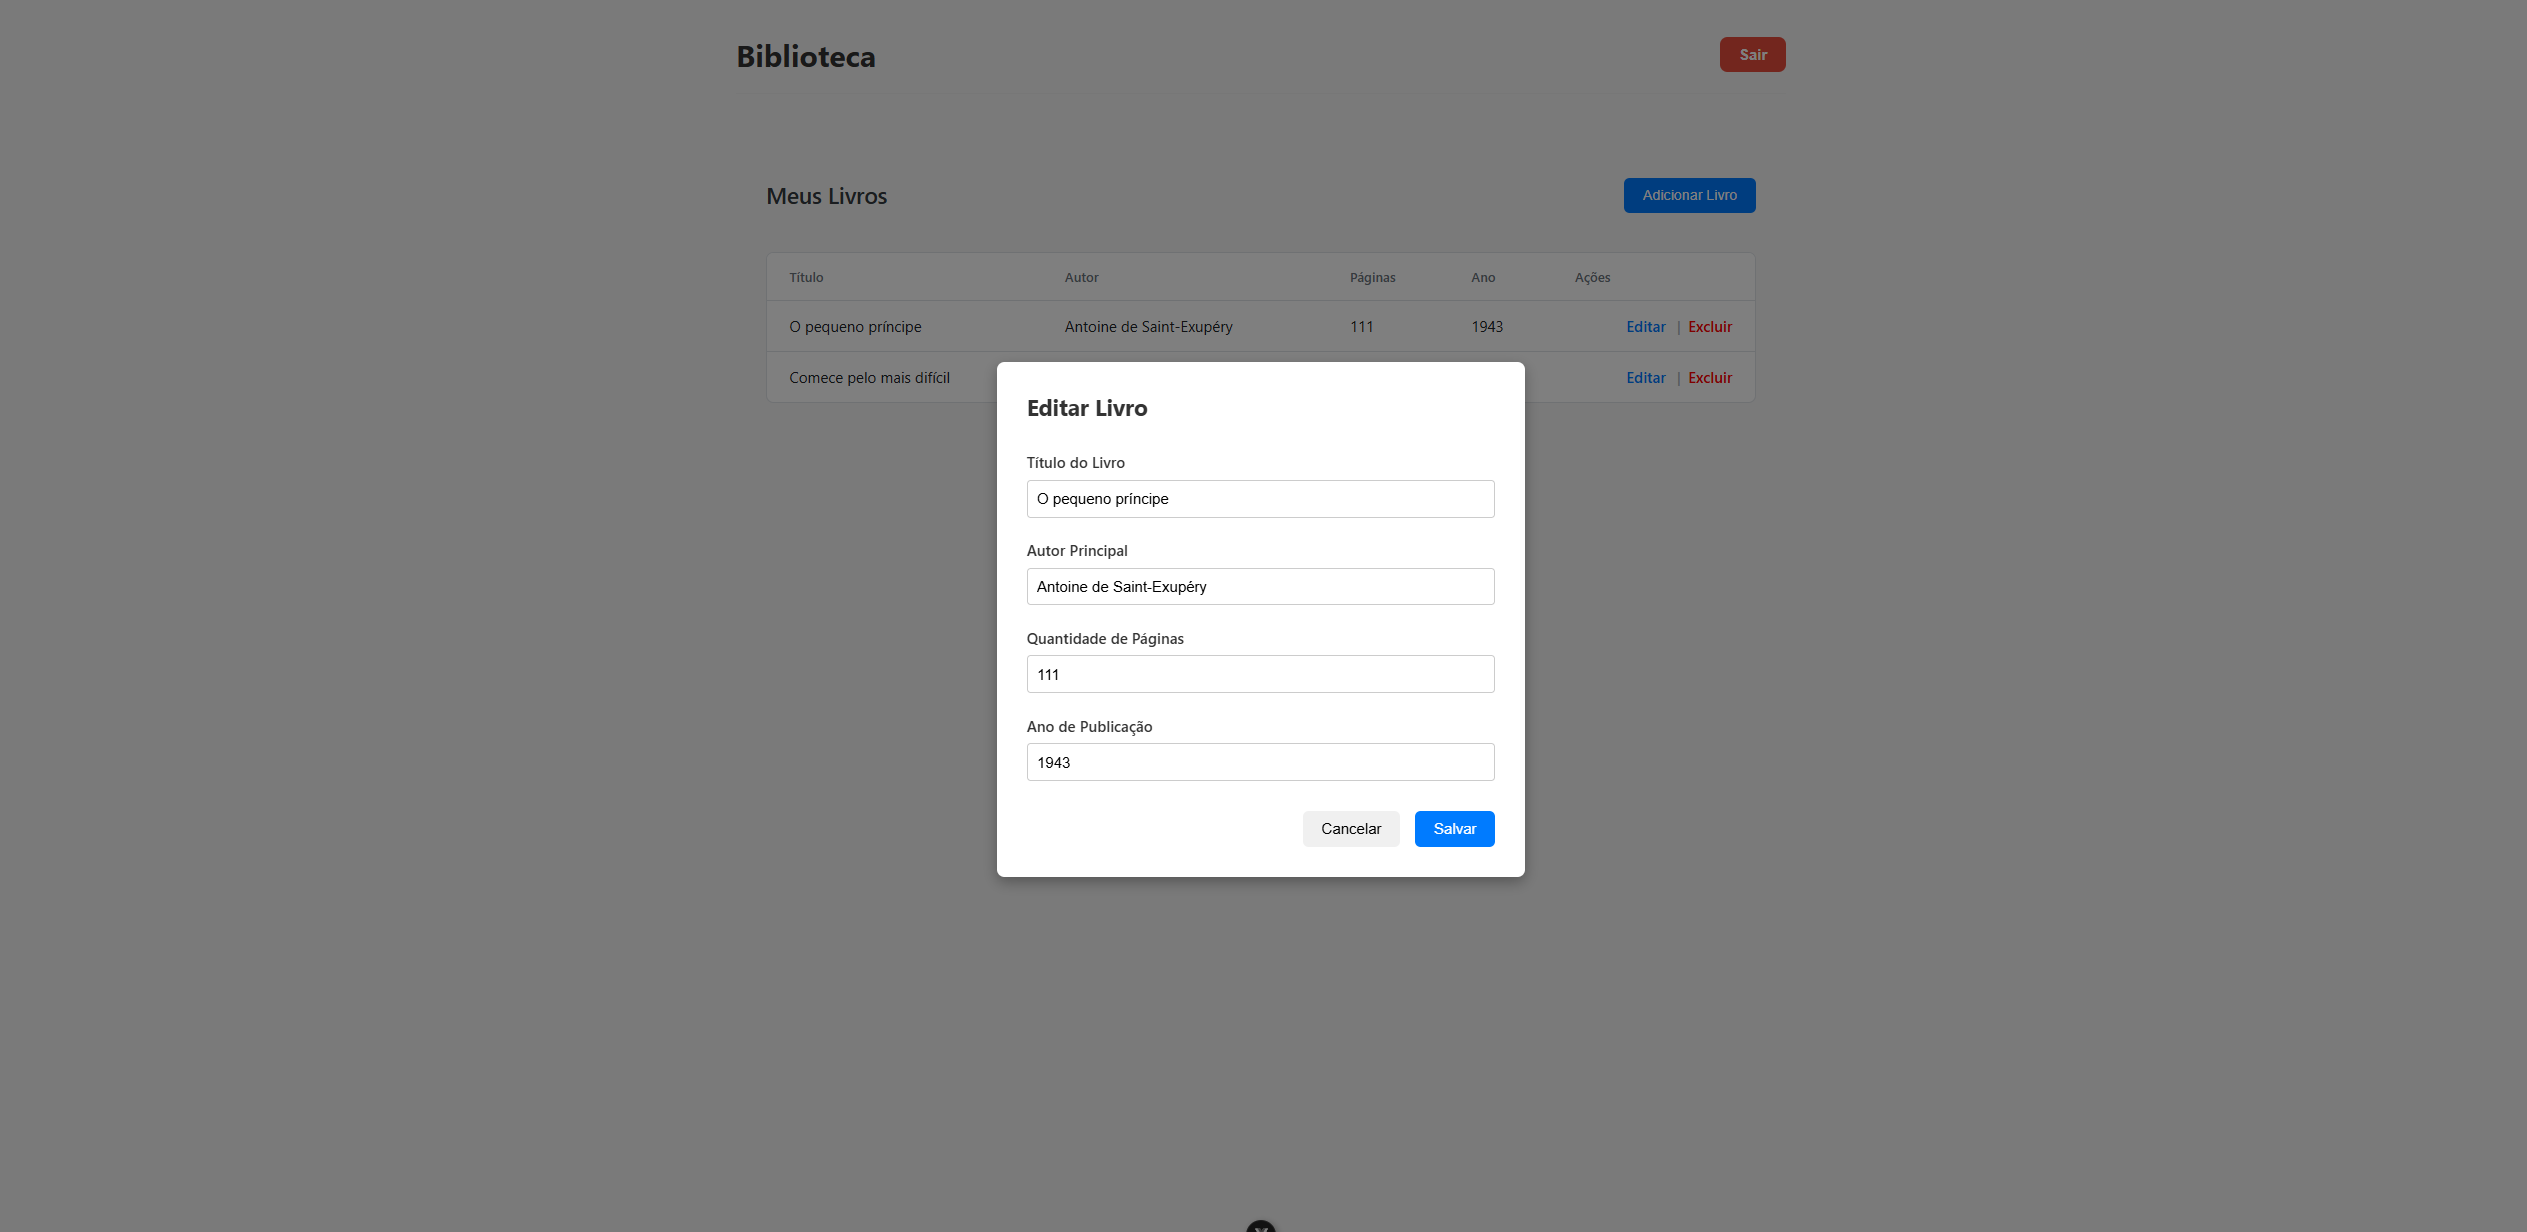 Biblioteca
Sair
Meus Livros
Adicionar Livro
Título Autor Páginas Ano Ações
O pequeno príncipe Antoine de Saint-Exupéry 111 1943 Editar | Excluir
Comece pelo mais difícil Editar | Excluir
Editar Livro
Título do Livro
O pequeno príncipe
Autor Principal
Antoine de Saint-Exupéry
Quantidade de Páginas
111
Ano de Publicação
1943
Cancelar Salvar